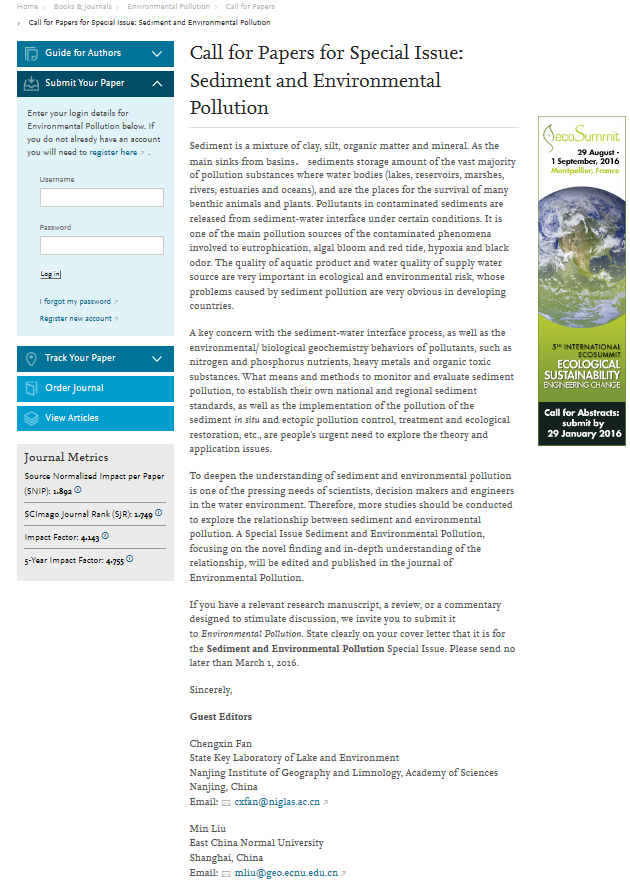 Home › Books & Journals › Environmental Pollution › Call for Papers
› Call for Papers for Special Issue: Sediment and Environmental Pollution
Guide for Authors
Submit Your Paper
Enter your login details for
Environmental Pollution below. If
you do not already have an account
you will need to register here .
Username
Password
Log in
I forgot my password
Register new account
Track Your Paper
Order Journal
View Articles
Journal Metrics
Source Normalized Impact per Paper
(SNIP): 1.892
SCImago Journal Rank (SJR): 1.749
Impact Factor: 4.143
5-Year Impact Factor: 4.755
Call for Papers for Special Issue:
Sediment and Environmental
Pollution
Sediment is a mixture of clay, silt, organic matter and mineral. As the
main sinks from basins. sediments storage amount of the vast majority
of pollution substances where water bodies (lakes, reservoirs, marshes,
rivers, estuaries and oceans), and are the places for the survival of many
benthic animals and plants. Pollutants in contaminated sediments are
released from sediment-water interface under certain conditions. It is
one of the main pollution sources of the contaminated phenomena
involved to eutrophication, algal bloom and red tide, hypoxia and black
odor. The quality of aquatic product and water quality of supply water
source are very important in ecological and environmental risk, whose
problems caused by sediment pollution are very obvious in developing
countries.
A key concern with the sediment-water interface process, as well as the
environmental/ biological geochemistry behaviors of pollutants, such as
nitrogen and phosphorus nutrients, heavy metals and organic toxic
substances. What means and methods to monitor and evaluate sediment
pollution, to establish their own national and regional sediment
standards, as well as the implementation of the pollution of the
sediment in situ and ectopic pollution control, treatment and ecological
restoration, etc., are people's urgent need to explore the theory and
application issues.
To deepen the understanding of sediment and environmental pollution
is one of the pressing needs of scientists, decision makers and engineers
in the water environment. Therefore, more studies should be conducted
to explore the relationship between sediment and environmental
pollution. A Special Issue Sediment and Environmental Pollution,
focusing on the novel finding and in-depth understanding of the
relationship, will be edited and published in the journal of
Environmental Pollution.
If you have a relevant research manuscript, a review, or a commentary
designed to stimulate discussion, we invite you to submit it
to Environmental Pollution. State clearly on your cover letter that it is for
the Sediment and Environmental Pollution Special Issue. Please send no
later than March 1, 2016.
Sincerely,
Guest Editors
Chengxin Fan
State Key Laboratory of Lake and Environment
Nanjing Institute of Geography and Limnology, Academy of Sciences
Nanjing, China
Email: cxfan@niglas.ac.cn
Min Liu
East China Normal University
Shanghai, China
Email: mliu@geo.ecnu.edu.cn
ecoSummit
29 August -
1 September, 2016
Montpellier, France
5TH INTERNATIONAL
ECOSUMMIT
ECOLOGICAL
SUSTAINABILITY
ENGINEERING CHANGE
Call for Abstracts:
submit by
29 January 2016